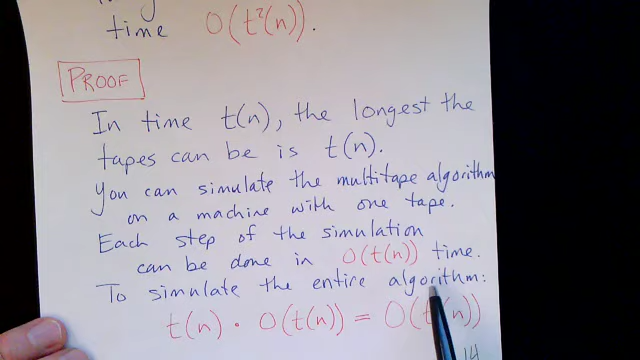 time O(t²(n)).
PROOF
In time t(n), the longest the
tapes can be is t(n).
You can simulate the multitape algorithm
on a machine with one tape.
Each step of the simulation
can be done in O(t(n)) time.
To simulate the entire algorithm:
t(n) · O(t(n)) = O(t²(n))
14